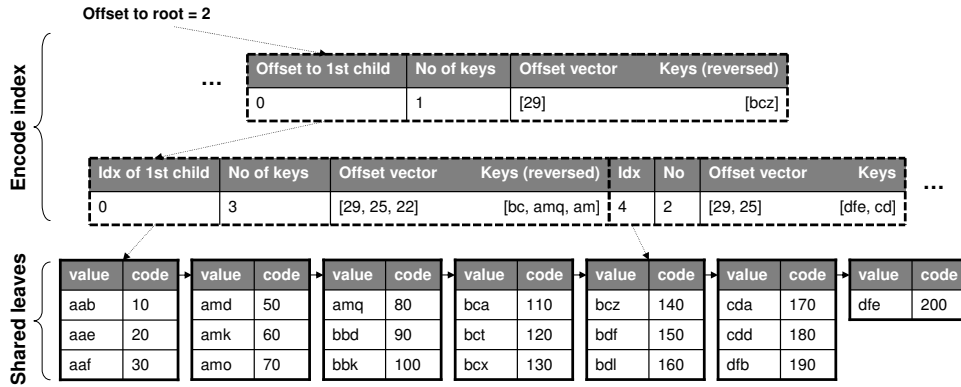 Offset to root = 2
Encode index
...
Offset to 1st child No of keys Offset vector Keys (reversed)
0 1 [29] [bcz]
Idx of 1st child No of keys Offset vector Keys (reversed) Idx No Offset vector Keys
0 3 [29, 25, 22] [bc, amq, am] 4 2 [29, 25] [dfe, cd]
...
Shared leaves
value code value code value code value code value code value code value code
aab 10 amd 50 amq 80 bca 110 bcz 140 cda 170 dfe 200
aae 20 amk 60 bbd 90 bct 120 bdf 150 cdd 180
aaf 30 amo 70 bbk 100 bcx 130 bdl 160 dfb 190